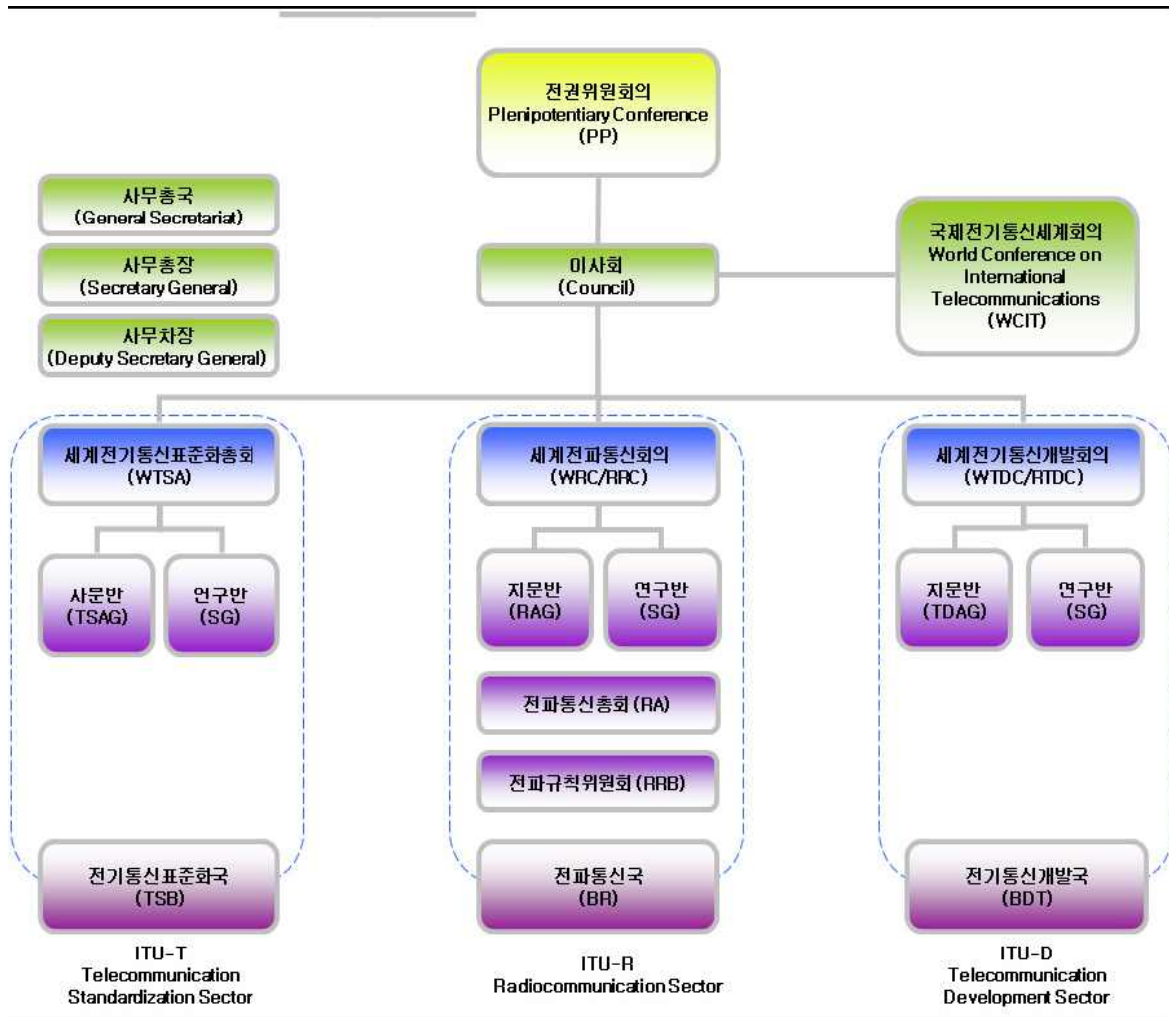 전권위원회의
Plenipotentiary Conference
(PP)
사무총국
(General Secretariat)
사무총장
(Secretary General)
사무차장
(Deputy Secretary General)
이사회
(Council)
국제전기통신세계회의
World Conference on
International
Telecommunications
(WCIT)
세계전기통신표준화총회
(WTSA)
사문반
(TSAG)
언구반
(SG)
전기통신표준화국
(TSB)
ITU-T
Telecommunication
Standardization Sector
세계전파통신회의
(WRC/RRC)
지문반
(RAG)
연구반
(SG)
전파통신총회 (RA)
전파규칙위원회 (RRB)
전파통신국
(BR)
ITU-R
Radiocommunication Sector
세계전기통신개발회의
(WTDC/RTDC)
지문반
(TDAG)
연구반
(SG)
전기통신개발국
(BDT)
ITU-D
Telecommunication
Development Sector